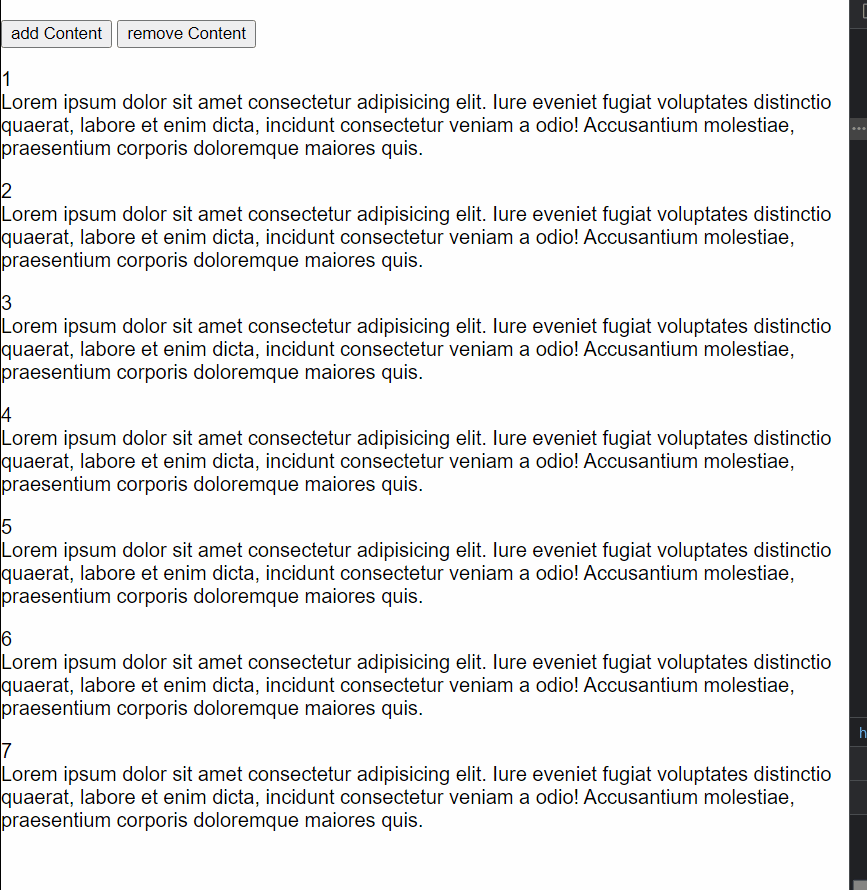 add Content remove Content
1
Lorem ipsum dolor sit amet consectetur adipisicing elit. Iure eveniet fugiat voluptates distinctio
quaerat, labore et enim dicta, incidunt consectetur veniam a odio! Accusantium molestiae,
praesentium corporis doloremque maiores quis.
2
Lorem ipsum dolor sit amet consectetur adipisicing elit. Iure eveniet fugiat voluptates distinctio
quaerat, labore et enim dicta, incidunt consectetur veniam a odio! Accusantium molestiae,
praesentium corporis doloremque maiores quis.
3
Lorem ipsum dolor sit amet consectetur adipisicing elit. Iure eveniet fugiat voluptates distinctio
quaerat, labore et enim dicta, incidunt consectetur veniam a odio! Accusantium molestiae,
praesentium corporis doloremque maiores quis.
4
Lorem ipsum dolor sit amet consectetur adipisicing elit. Iure eveniet fugiat voluptates distinctio
quaerat, labore et enim dicta, incidunt consectetur veniam a odio! Accusantium molestiae,
praesentium corporis doloremque maiores quis.
5
Lorem ipsum dolor sit amet consectetur adipisicing elit. Iure eveniet fugiat voluptates distinctio
quaerat, labore et enim dicta, incidunt consectetur veniam a odio! Accusantium molestiae,
praesentium corporis doloremque maiores quis.
6
Lorem ipsum dolor sit amet consectetur adipisicing elit. Iure eveniet fugiat voluptates distinctio
quaerat, labore et enim dicta, incidunt consectetur veniam a odio! Accusantium molestiae,
praesentium corporis doloremque maiores quis.
7
Lorem ipsum dolor sit amet consectetur adipisicing elit. Iure eveniet fugiat voluptates distinctio
quaerat, labore et enim dicta, incidunt consectetur veniam a odio! Accusantium molestiae,
praesentium corporis doloremque maiores quis.